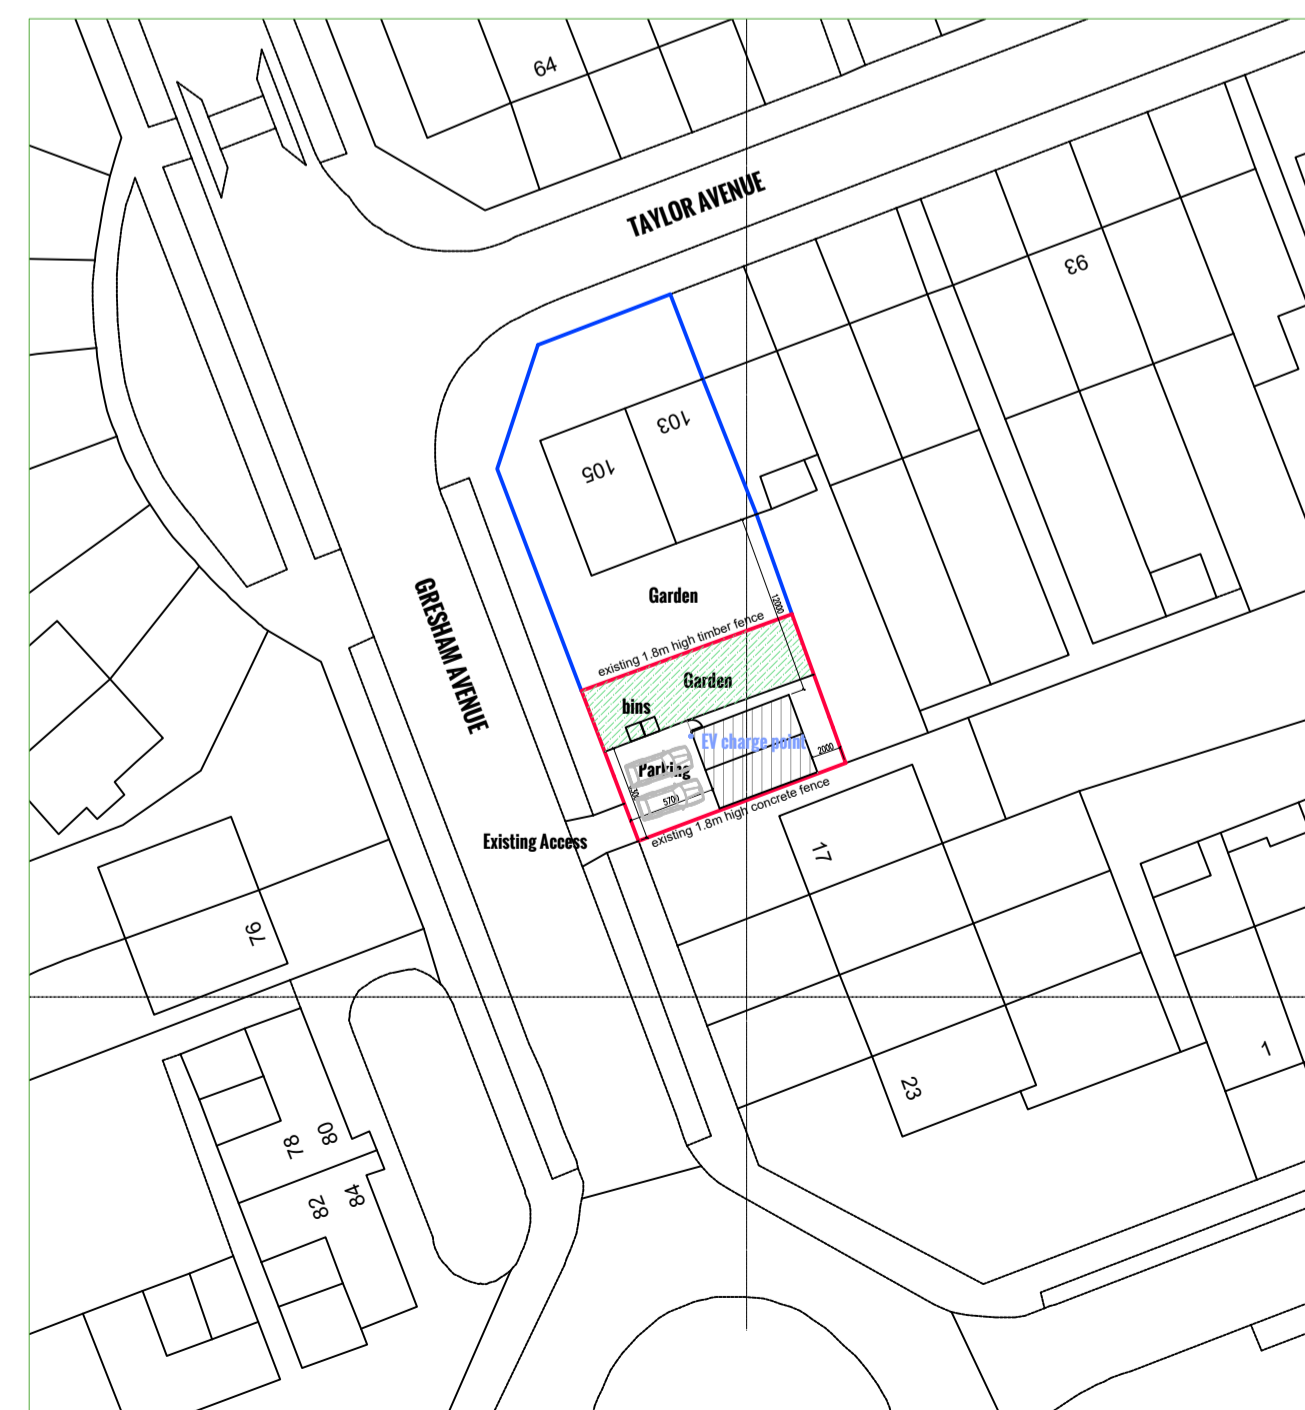 64
TAYLOR AVENUE
93
103
105
GRESHAM AVENUE
Garden
12000
existing 1.8m high timber fence
Garden
bins
EV charge point
2000
Parking
5700
existing 1.8m high concrete fence
Existing Access
17
76
23
1
80
78
84
82